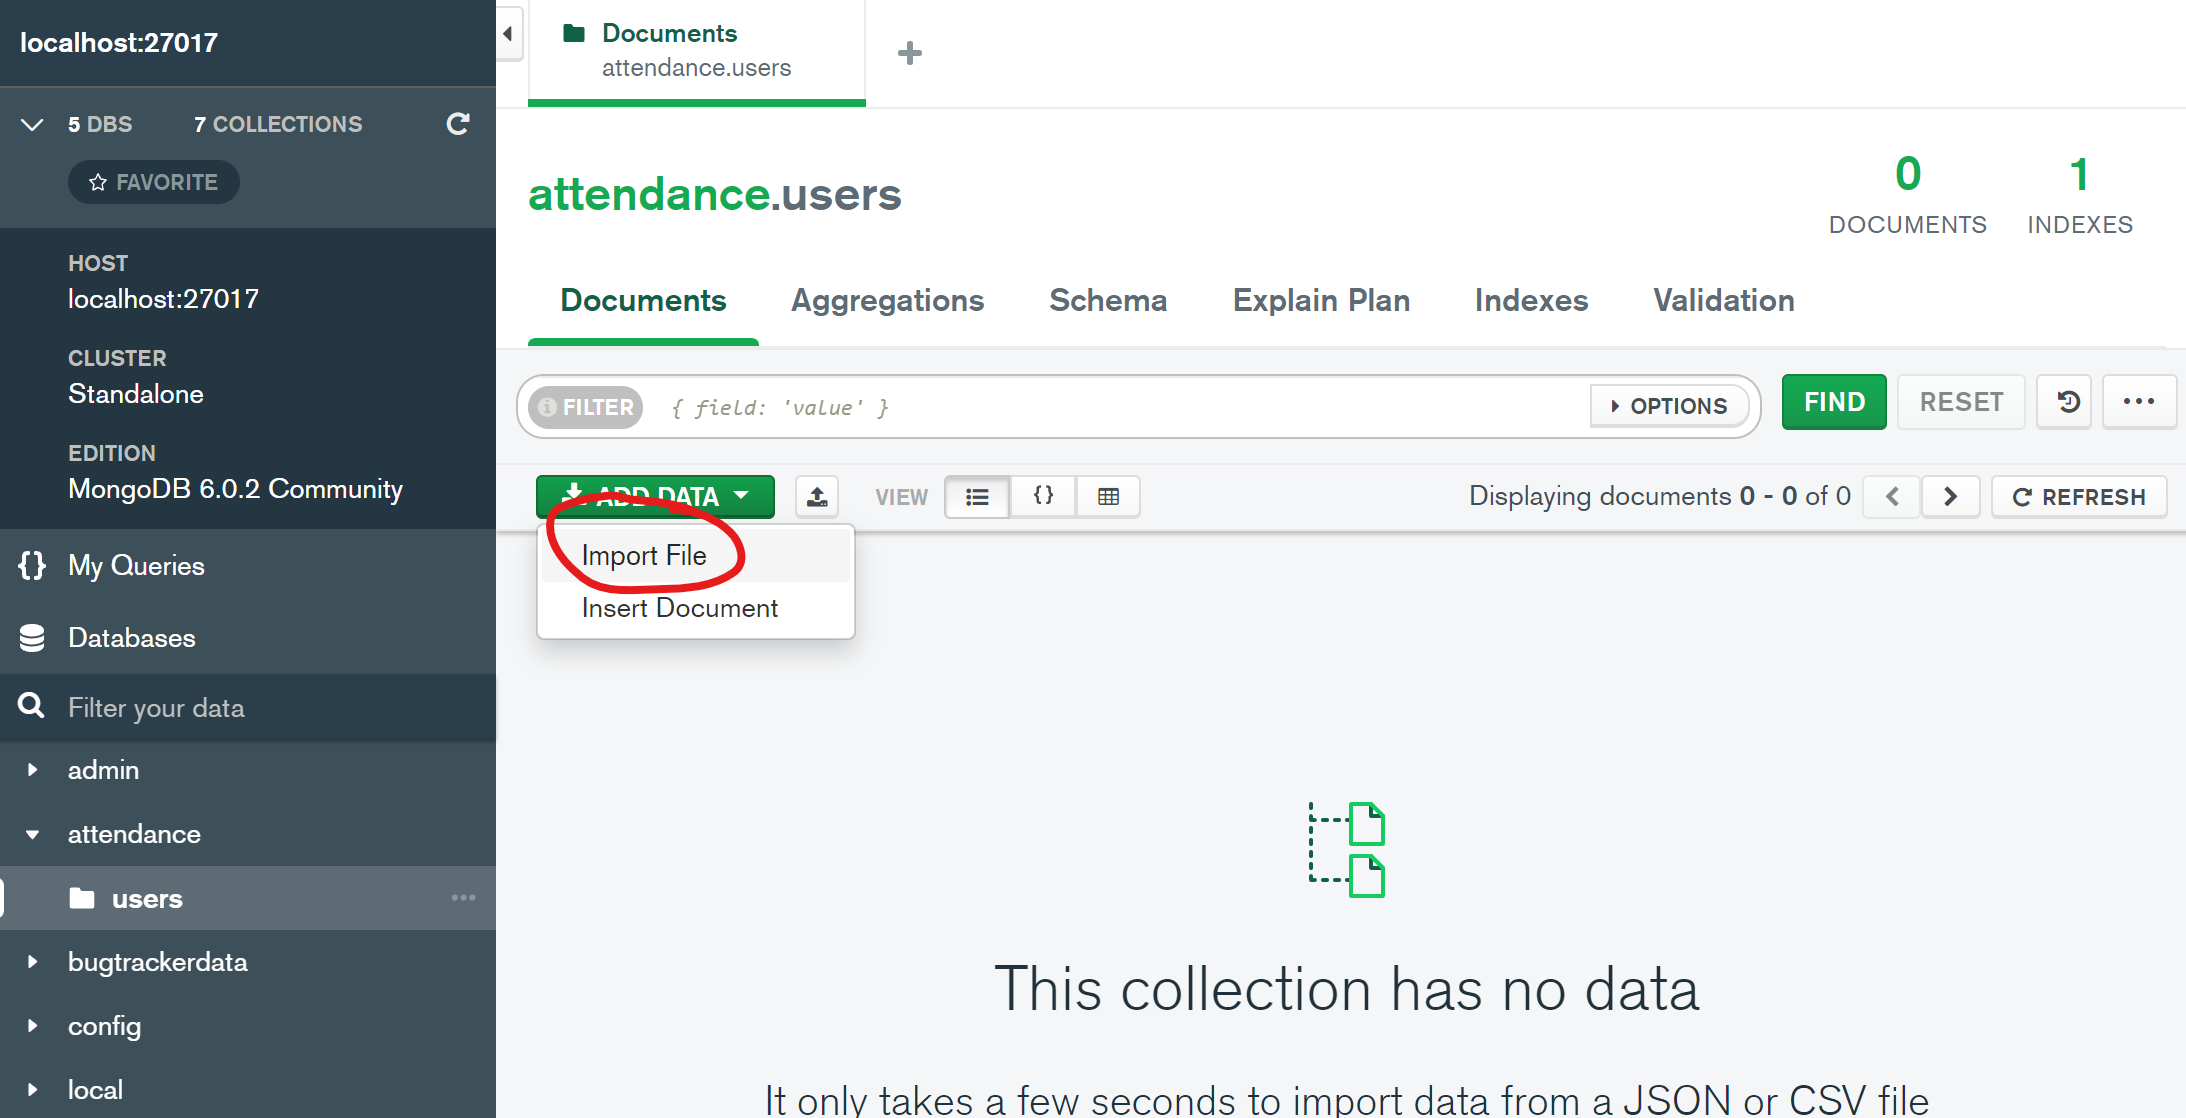 localhost:27017
5 DBS 7 COLLECTIONS
FAVORITE
HOST
localhost:27017
CLUSTER
Standalone
EDITION
MongoDB 6.0.2 Community
{} My Queries
Databases
Filter your data
admin
attendance
users
bugtrackerdata
config
local
Documents
attendance.users
attendance.users
0
DOCUMENTS
1
INDEXES
Documents Aggregations Schema Explain Plan Indexes Validation
FILTER { field: 'value' } OPTIONS FIND RESET
ADD DATA VIEW {} Displaying documents 0 - 0 of 0 REFRESH
Import File
Insert Document
This collection has no data
It only takes a few seconds to import data from a JSON or CSV file